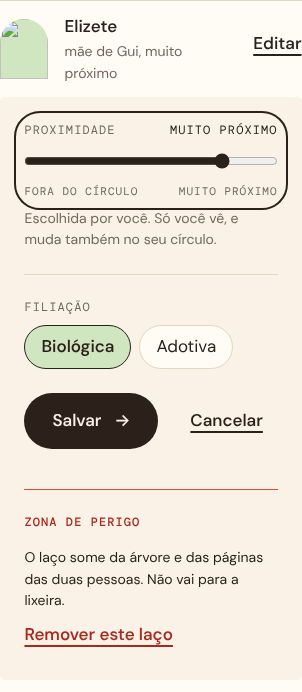 Elizete
mãe de Gui, muito
próximo
Editar
PROXIMIDADE
MUITO PRÓXIMO
FORA DO CÍRCULO
MUITO PRÓXIMO
Escolhida por você. Só você vê, e
muda também no seu círculo.
FILIAÇÃO
Biológica
Adotiva
Salvar →
Cancelar
ZONA DE PERIGO
O laço some da árvore e das páginas
das duas pessoas. Não vai para a
lixeira.
Remover este laço